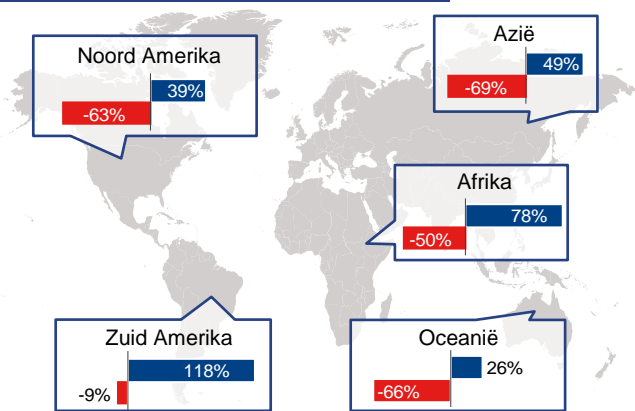 Noord Amerika
39%
-63%
Azië
49%
-69%
Afrika
78%
-50%
Zuid Amerika
118%
-9%
Oceanië
26%
-66%